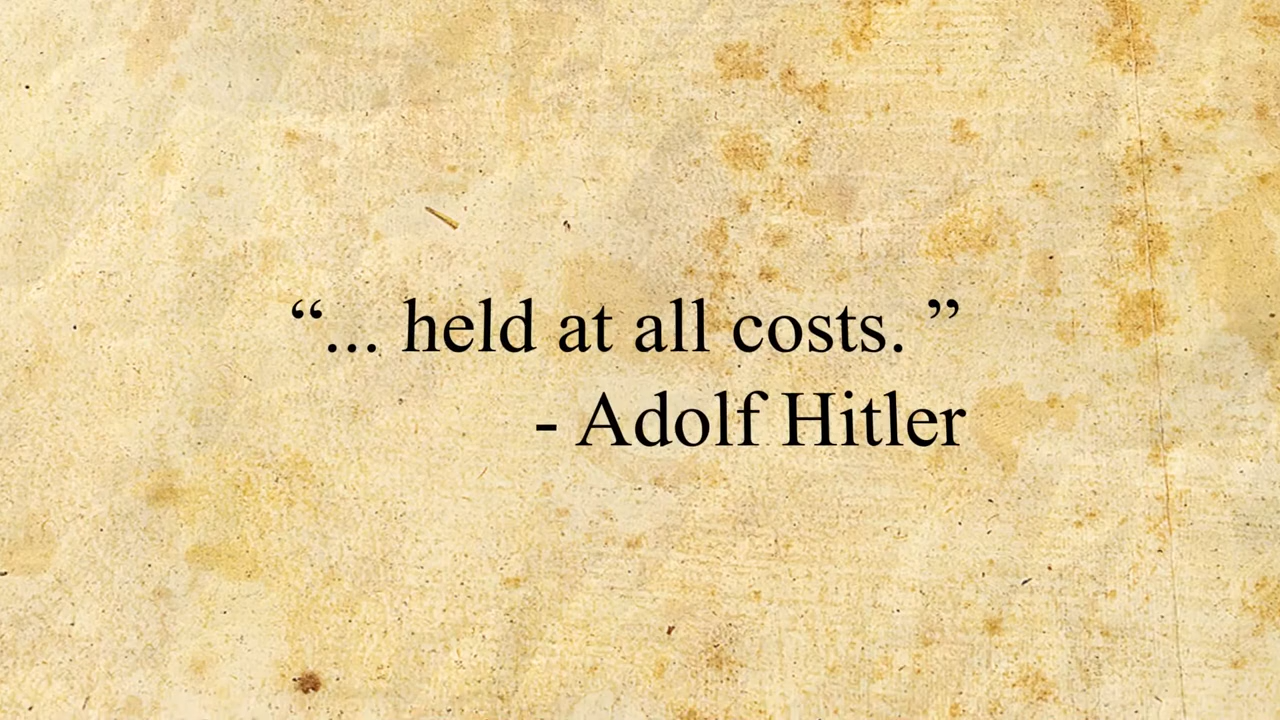 “... held at all costs. ”
- Adolf Hitler